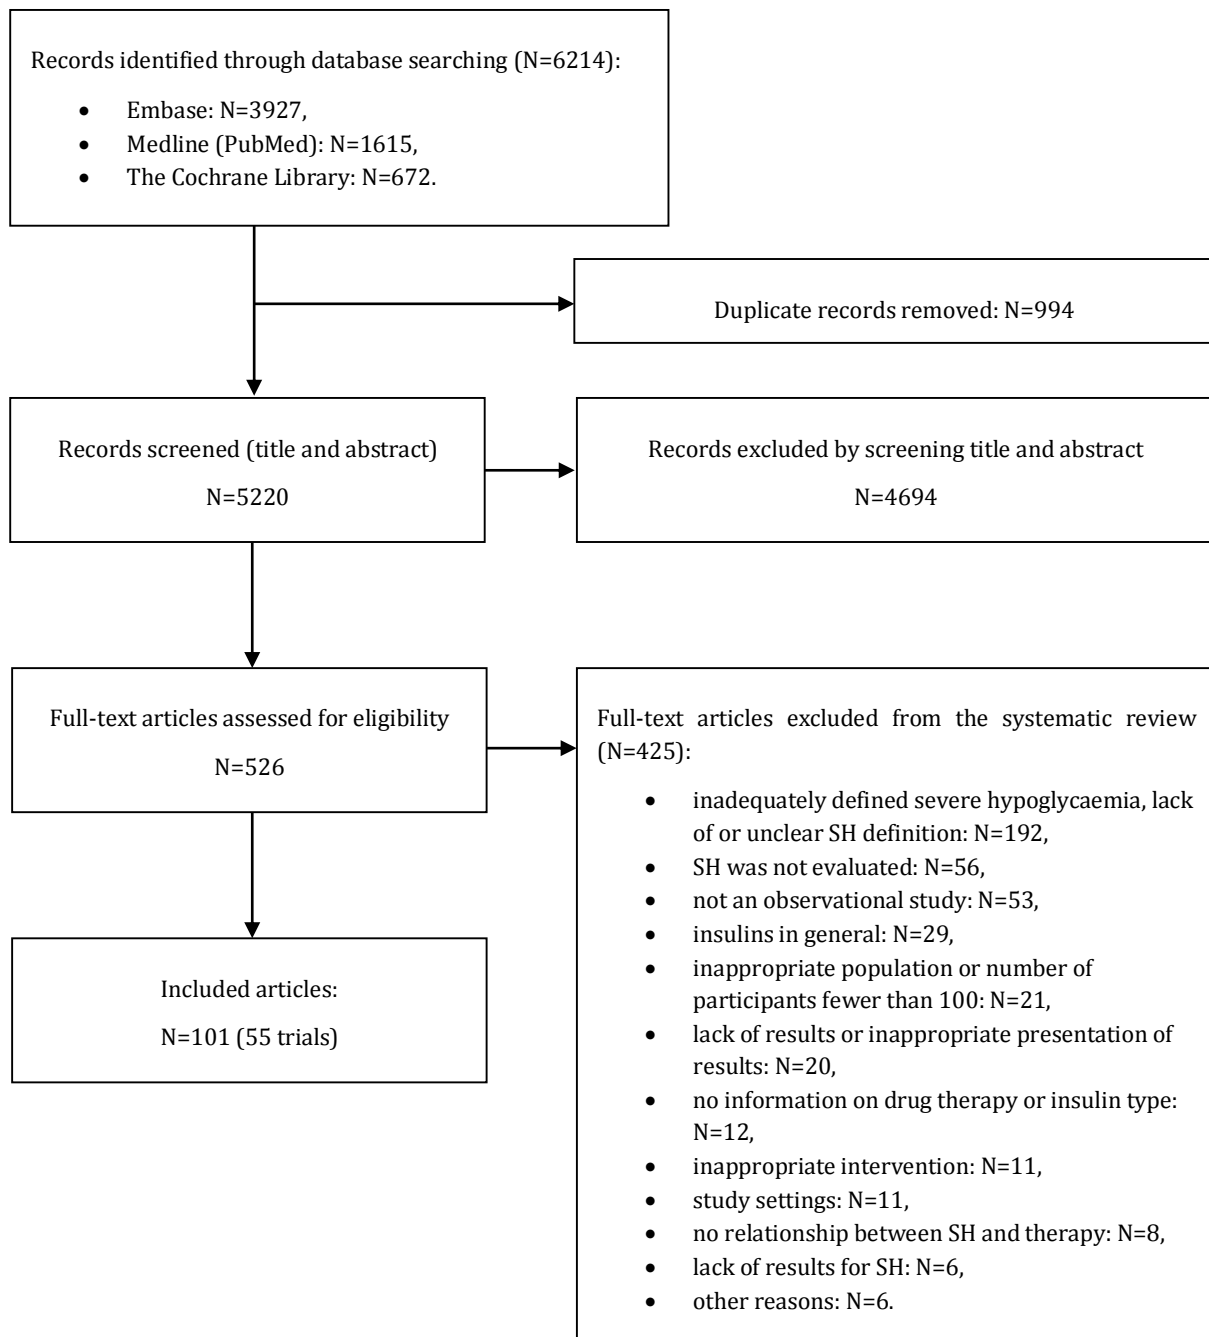 Records identified through database searching (N=6214):
• Embase: N=3927,
• Medline (PubMed): N=1615,
• The Cochrane Library: N=672.
Duplicate records removed: N=994
Records screened (title and abstract)
N=5220
Records excluded by screening title and abstract
N=4694
Full-text articles assessed for eligibility
N=526
Full-text articles excluded from the systematic review
(N=425):
• inadequately defined severe hypoglycaemia, lack
of or unclear SH definition: N=192,
• SH was not evaluated: N=56,
• not an observational study: N=53,
• insulins in general: N=29,
• inappropriate population or number of
participants fewer than 100: N=21,
• lack of results or inappropriate presentation of
results: N=20,
• no information on drug therapy or insulin type:
N=12,
• inappropriate intervention: N=11,
• study settings: N=11,
• no relationship between SH and therapy: N=8,
• lack of results for SH: N=6,
• other reasons: N=6.
Included articles:
N=101 (55 trials)